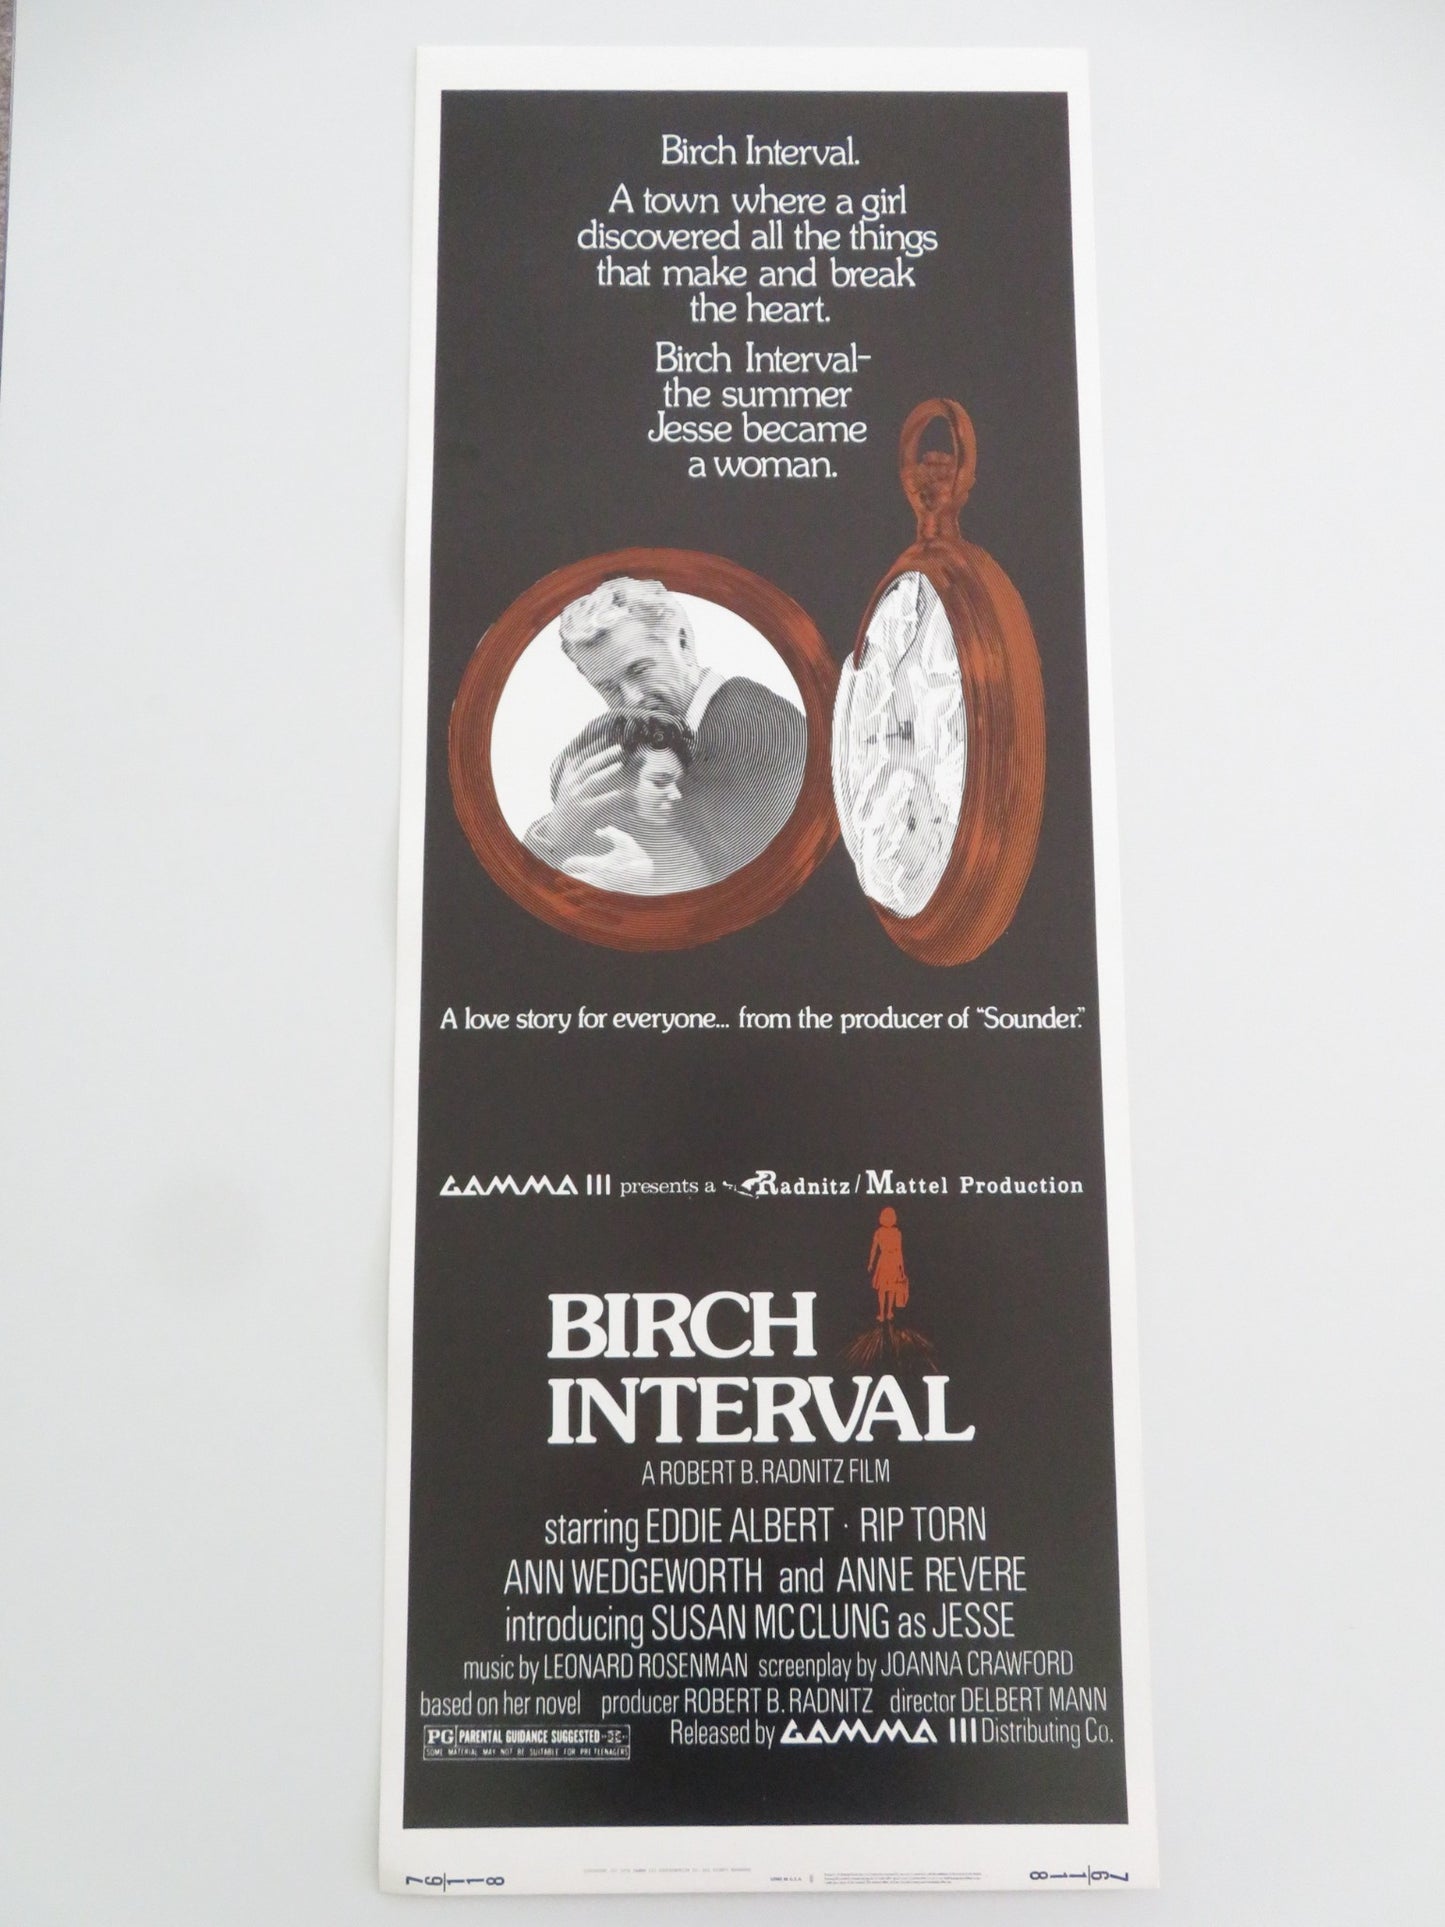 Birch Interval.
A town where a girl
discovered all the things
that make and break
the heart.
Birch Interval-
the summer
Jesse became
a woman.
A love story for everyone... from the producer of "Sounder."
GAMMA III presents a Radnitz/Mattel Production
BIRCH
INTERVAL
A ROBERT B. RADNITZ FILM
starring EDDIE ALBERT · RIP TORN
ANN WEDGEWORTH and ANNE REVERE
introducing SUSAN MC CLUNG as JESSE
music by LEONARD ROSENMAN screenplay by JOANNA CRAWFORD
based on her novel producer ROBERT B. RADNITZ director DELBERT MANN
PG PARENTAL GUIDANCE SUGGESTED
SOME MATERIAL MAY NOT BE SUITABLE FOR PRE-TEENAGERS
Released by GAMMA III Distributing Co.
76/118
76/118